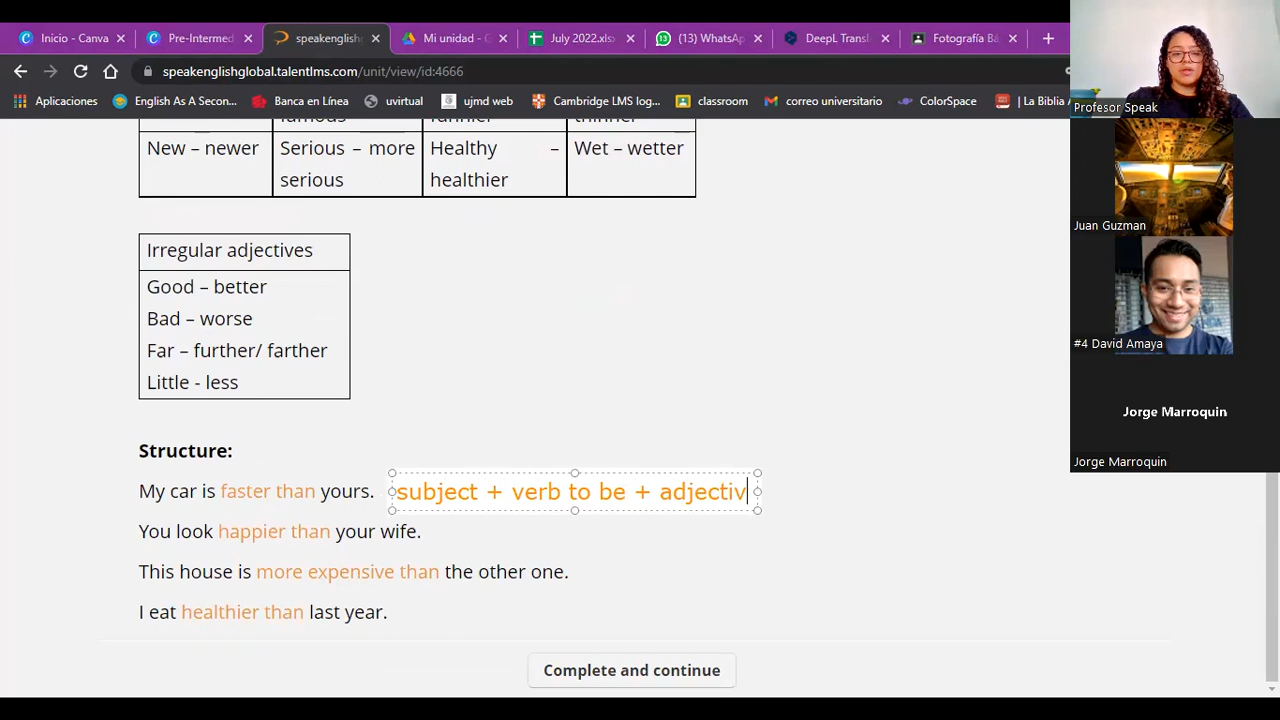 Inicio - Canva
Pre-Intermed
speakenglish
Mi unidad - G
July 2022.xls
(13) WhatsAp
DeepL Transl
Fotografía Bá
speakenglishglobal.talentlms.com/unit/view/id:4666
Aplicaciones
English As A Secon...
Banca en Línea
uvirtual
ujmd web
Cambridge LMS log...
classroom
correo universitario
ColorSpace
| La Biblia A
Profesor Speak
famous
funnier
thinner
New – newer
Serious – more
serious
Healthy –
healthier
Wet – wetter
Juan Guzman
Irregular adjectives
Good – better
Bad – worse
Far – further/ farther
Little - less
#4 David Amaya
Jorge Marroquin
Jorge Marroquin
Structure:
My car is faster than yours.
subject + verb to be + adjectiv
You look happier than your wife.
This house is more expensive than the other one.
I eat healthier than last year.
Complete and continue